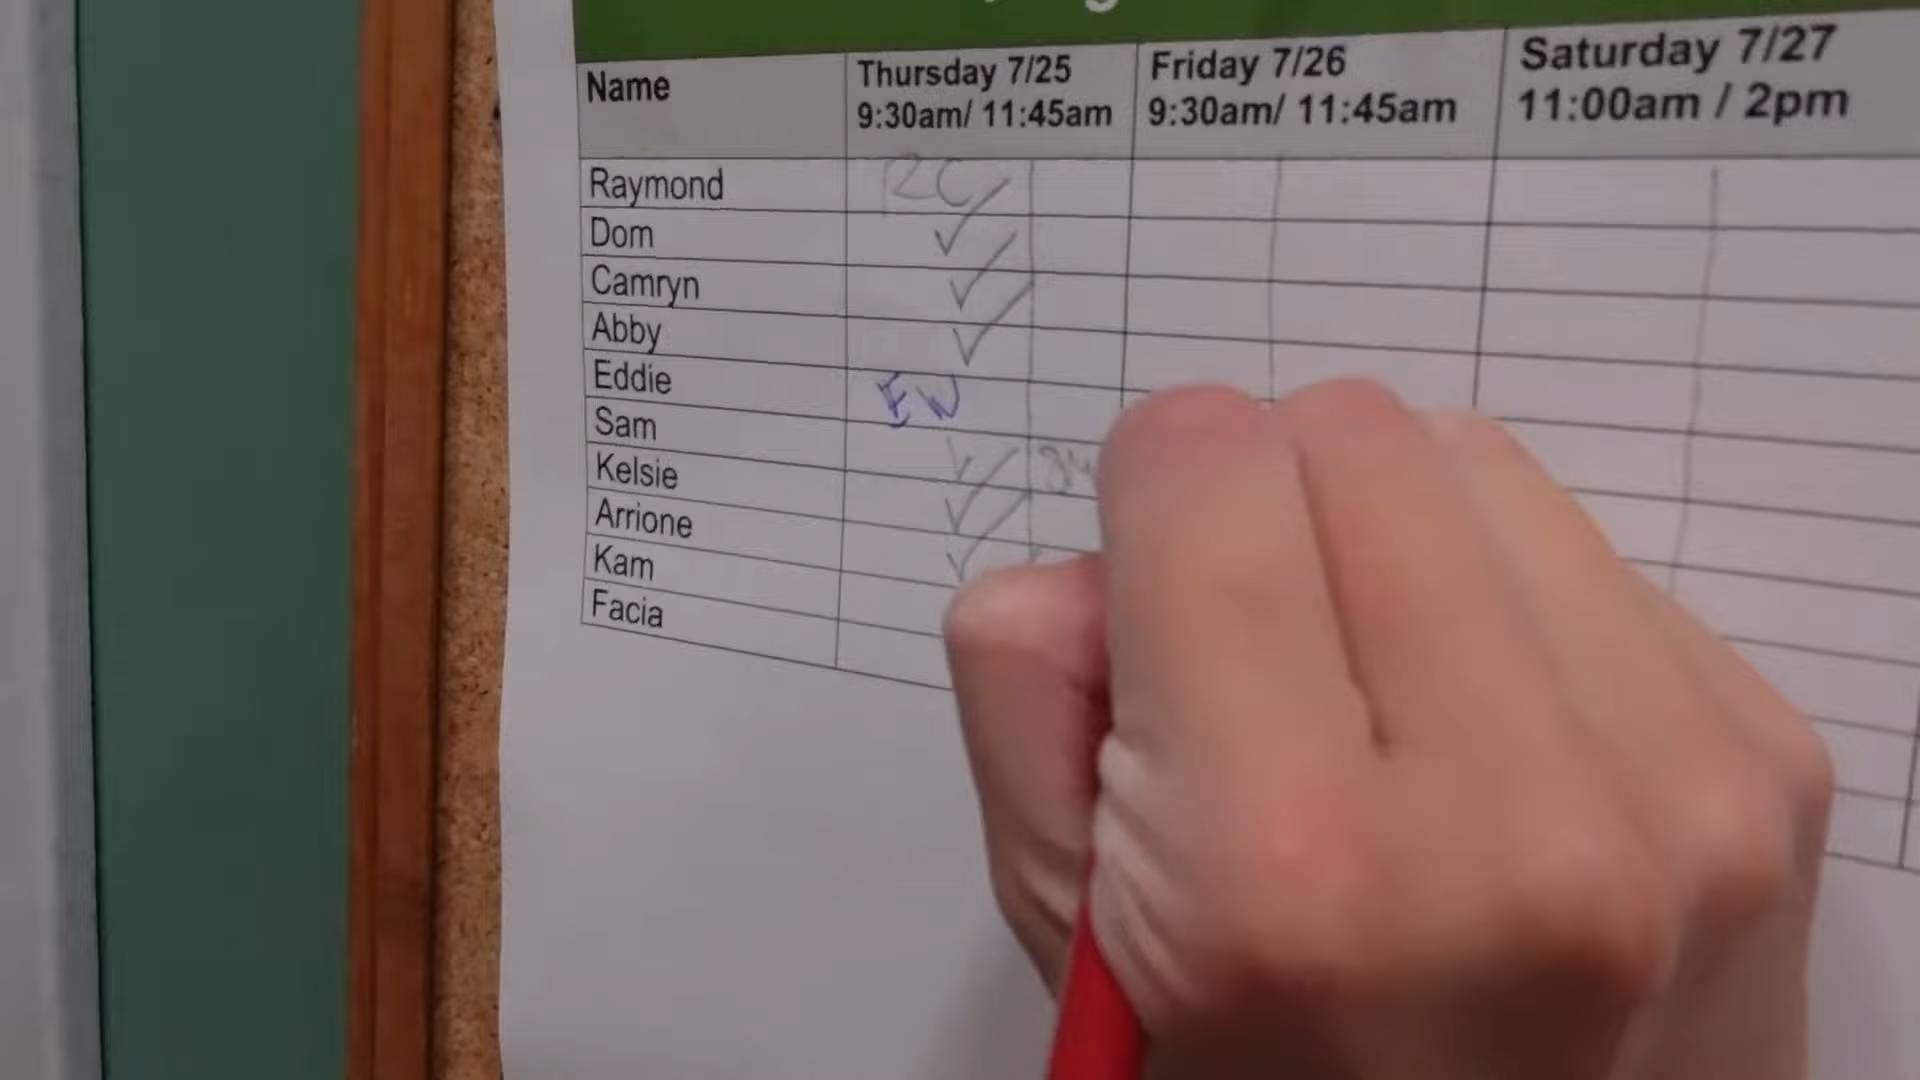 Name Thursday 7/25 Friday 7/26 Saturday 7/27
9:30am/ 11:45am 9:30am/ 11:45am 11:00am / 2pm
Raymond RC
Dom ✓
Camryn ✓
Abby ✓
Eddie EW
Sam ✓
Kelsie ✓
Arrione ✓
Kam
Facia